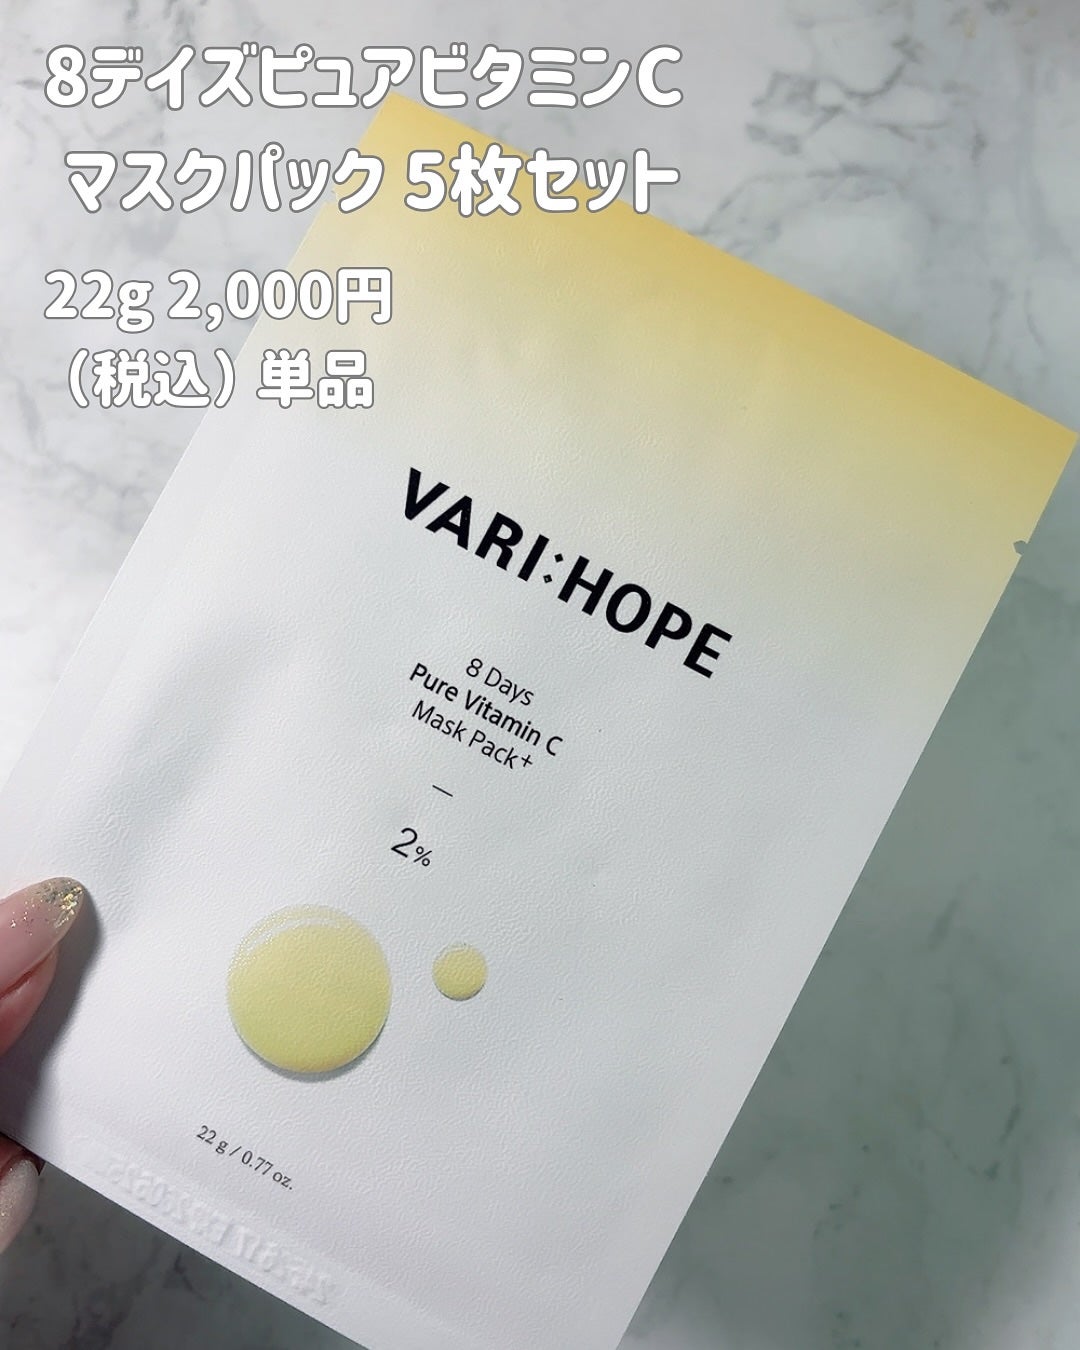 8デイズピュアビタミンC
マスクパック 5枚セット
22g 2,000円
(税込) 単品
VARI:HOPE
8 Days
Pure Vitamin C
Mask Pack+
2%
22 g / 0.77 oz.